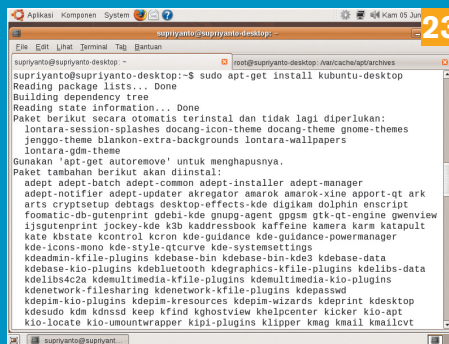 Aplikasi Komponen System Kam 05 Jun
23
supriyanto@supriyanto-desktop: ~
File Edit Lihat Terminal Tab Bantuan
supriyanto@supriyanto-desktop: ~ root@supriyanto-desktop: /var/cache/apt/archives
supriyanto@supriyanto-desktop:~$ sudo apt-get install kubuntu-desktop
Reading package lists... Done
Building dependency tree
Reading state information... Done
Paket berikut secara otomatis terinstal dan tidak lagi diperlukan:
lontara-session-splashes docang-icon-theme docang-theme gnome-themes
jenggo-theme blankon-extra-backgrounds lontara-wallpapers
lontara-gdm-theme
Gunakan 'apt-get autoremove' untuk menghapusnya.
Paket tambahan berikut akan diinstal:
adept adept-batch adept-common adept-installer adept-manager
adept-notifier adept-updater akregator amarok amarok-xine apport-qt ark
arts cryptsetup debtags desktop-effects-kde digikam dolphin enscript
foomatic-db-gutenprint gdebi-kde gnupg-agent gpgsm gtk-qt-engine gwenview
ijsgutenprint jockey-kde k3b kaddressbook kaffeine kamera karm katapult
kate kbstate kcontrol kcron kde-guidance kde-guidance-powermanager
kde-icons-mono kde-style-qtcurve kde-systemsettings
kdeadmin-kfile-plugins kdebase-bin kdebase-bin-kde3 kdebase-data
kdebase-kio-plugins kdebluetooth kdegraphics-kfile-plugins kdelibs-data
kdelibs4c2a kdemultimedia-kfile-plugins kdemultimedia-kio-plugins
kdenetwork-filesharing kdenetwork-kfile-plugins kdepasswd
kdepim-kio-plugins kdepim-kresources kdepim-wizards kdeprint kdesktop
kdesudo kdm kdnssd keep kfind kghostview khelpcenter kicker kio-apt
kio-locate kio-umountwrapper kipi-plugins klipper kmag kmail kmailcvt
supriyanto@supriyant...